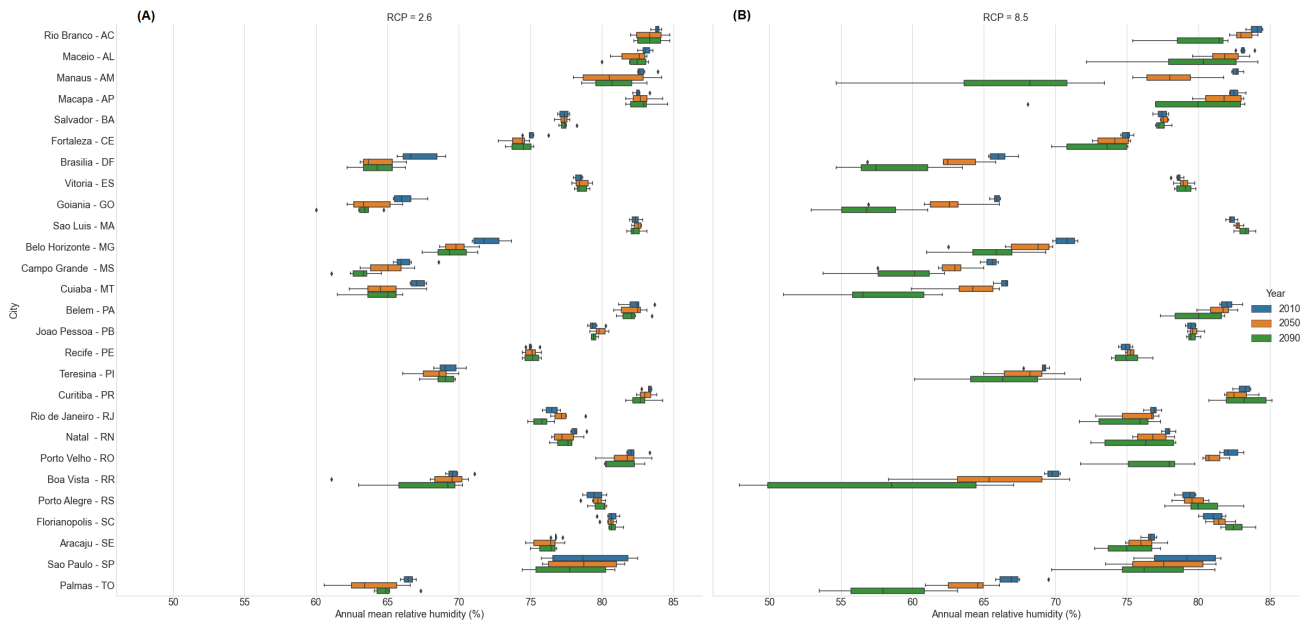 (A)
RCP = 2.6
(B)
RCP = 8.5
Rio Branco - AC
Maceio - AL
Manaus - AM
Macapa - AP
Salvador - BA
Fortaleza - CE
Brasilia - DF
Vitoria - ES
Goiania - GO
Sao Luis - MA
Belo Horizonte - MG
Campo Grande - MS
Cuiaba - MT
Belem - PA
Joao Pessoa - PB
Recife - PE
Teresina - PI
Curitiba - PR
Rio de Janeiro - RJ
Natal - RN
Porto Velho - RO
Boa Vista - RR
Porto Alegre - RS
Florianopolis - SC
Aracaju - SE
Sao Paulo - SP
Palmas - TO
City
Year
2010
2050
2090
50 55 60 65 70 75 80 85
Annual mean relative humidity (%)
50 55 60 65 70 75 80 85
Annual mean relative humidity (%)